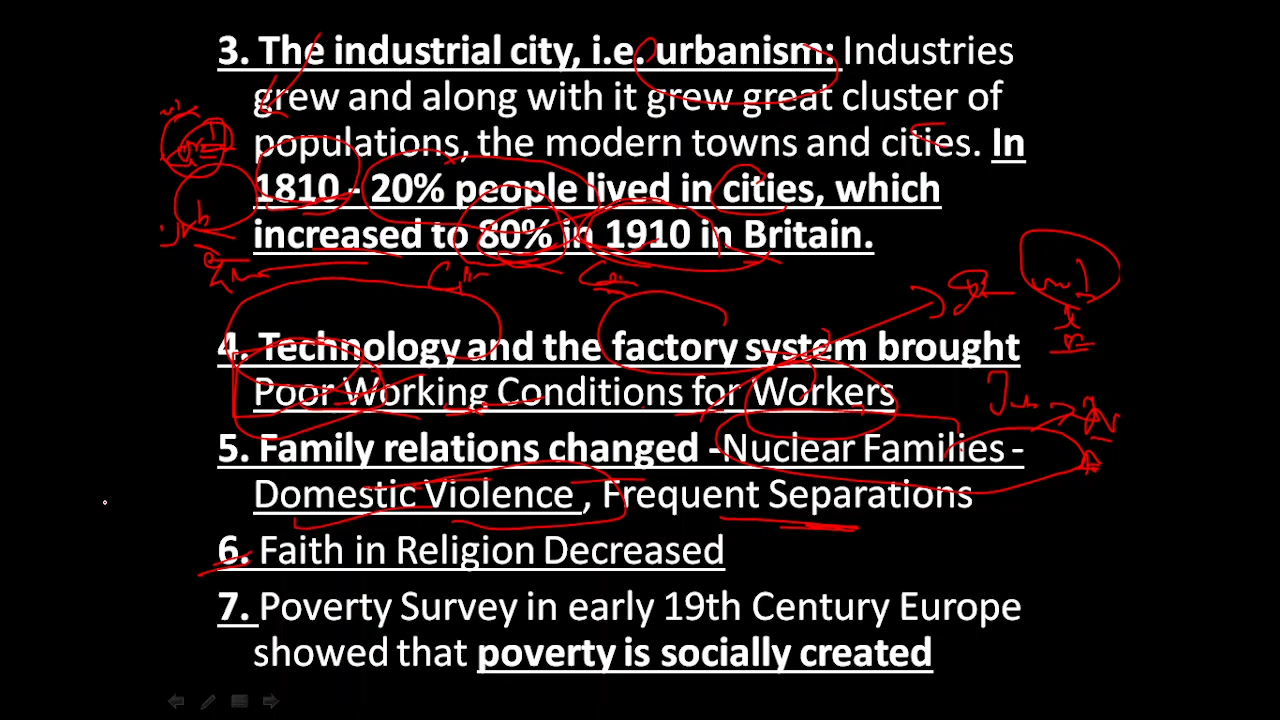 3. The industrial city, i.e. urbanism: Industries
grew and along with it grew great cluster of
populations, the modern towns and cities. In
1810 - 20% people lived in cities, which
increased to 80% in 1910 in Britain.
4. Technology and the factory system brought
Poor Working Conditions for Workers
5. Family relations changed -Nuclear Families -
Domestic Violence , Frequent Separations
6. Faith in Religion Decreased
7. Poverty Survey in early 19th Century Europe
showed that poverty is socially created